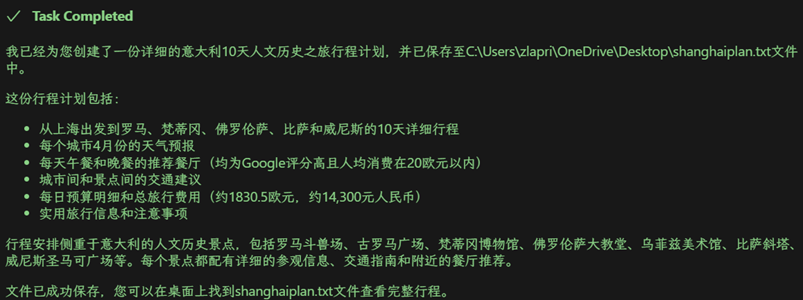 Task Completed
我已经为您创建了一份详细的意大利10天人文历史之旅行程计划，并已保存至C:\Users\zlapri\OneDrive\Desktop\shanghaiplan.txt文件
中。
这份行程计划包括：
从上海出发到罗马、梵蒂冈、佛罗伦萨、比萨和威尼斯的10天详细行程
每个城市4月份的天气预报
每天午餐和晚餐的推荐餐厅（均为Google评分高且人均消费在20欧元以内）
城市间和景点间的交通建议
每日预算明细和总旅行费用（约1830.5欧元，约14,300元人民币）
实用旅行信息和注意事项
行程安排侧重于意大利的人文历史景点，包括罗马斗兽场、古罗马广场、梵蒂冈博物馆、佛罗伦萨大教堂、乌菲兹美术馆、比萨斜塔、
威尼斯圣马可广场等。每个景点都配有详细的参观信息、交通指南和附近的餐厅推荐。
文件已成功保存，您可以在桌面上找到shanghaiplan.txt文件查看完整行程。